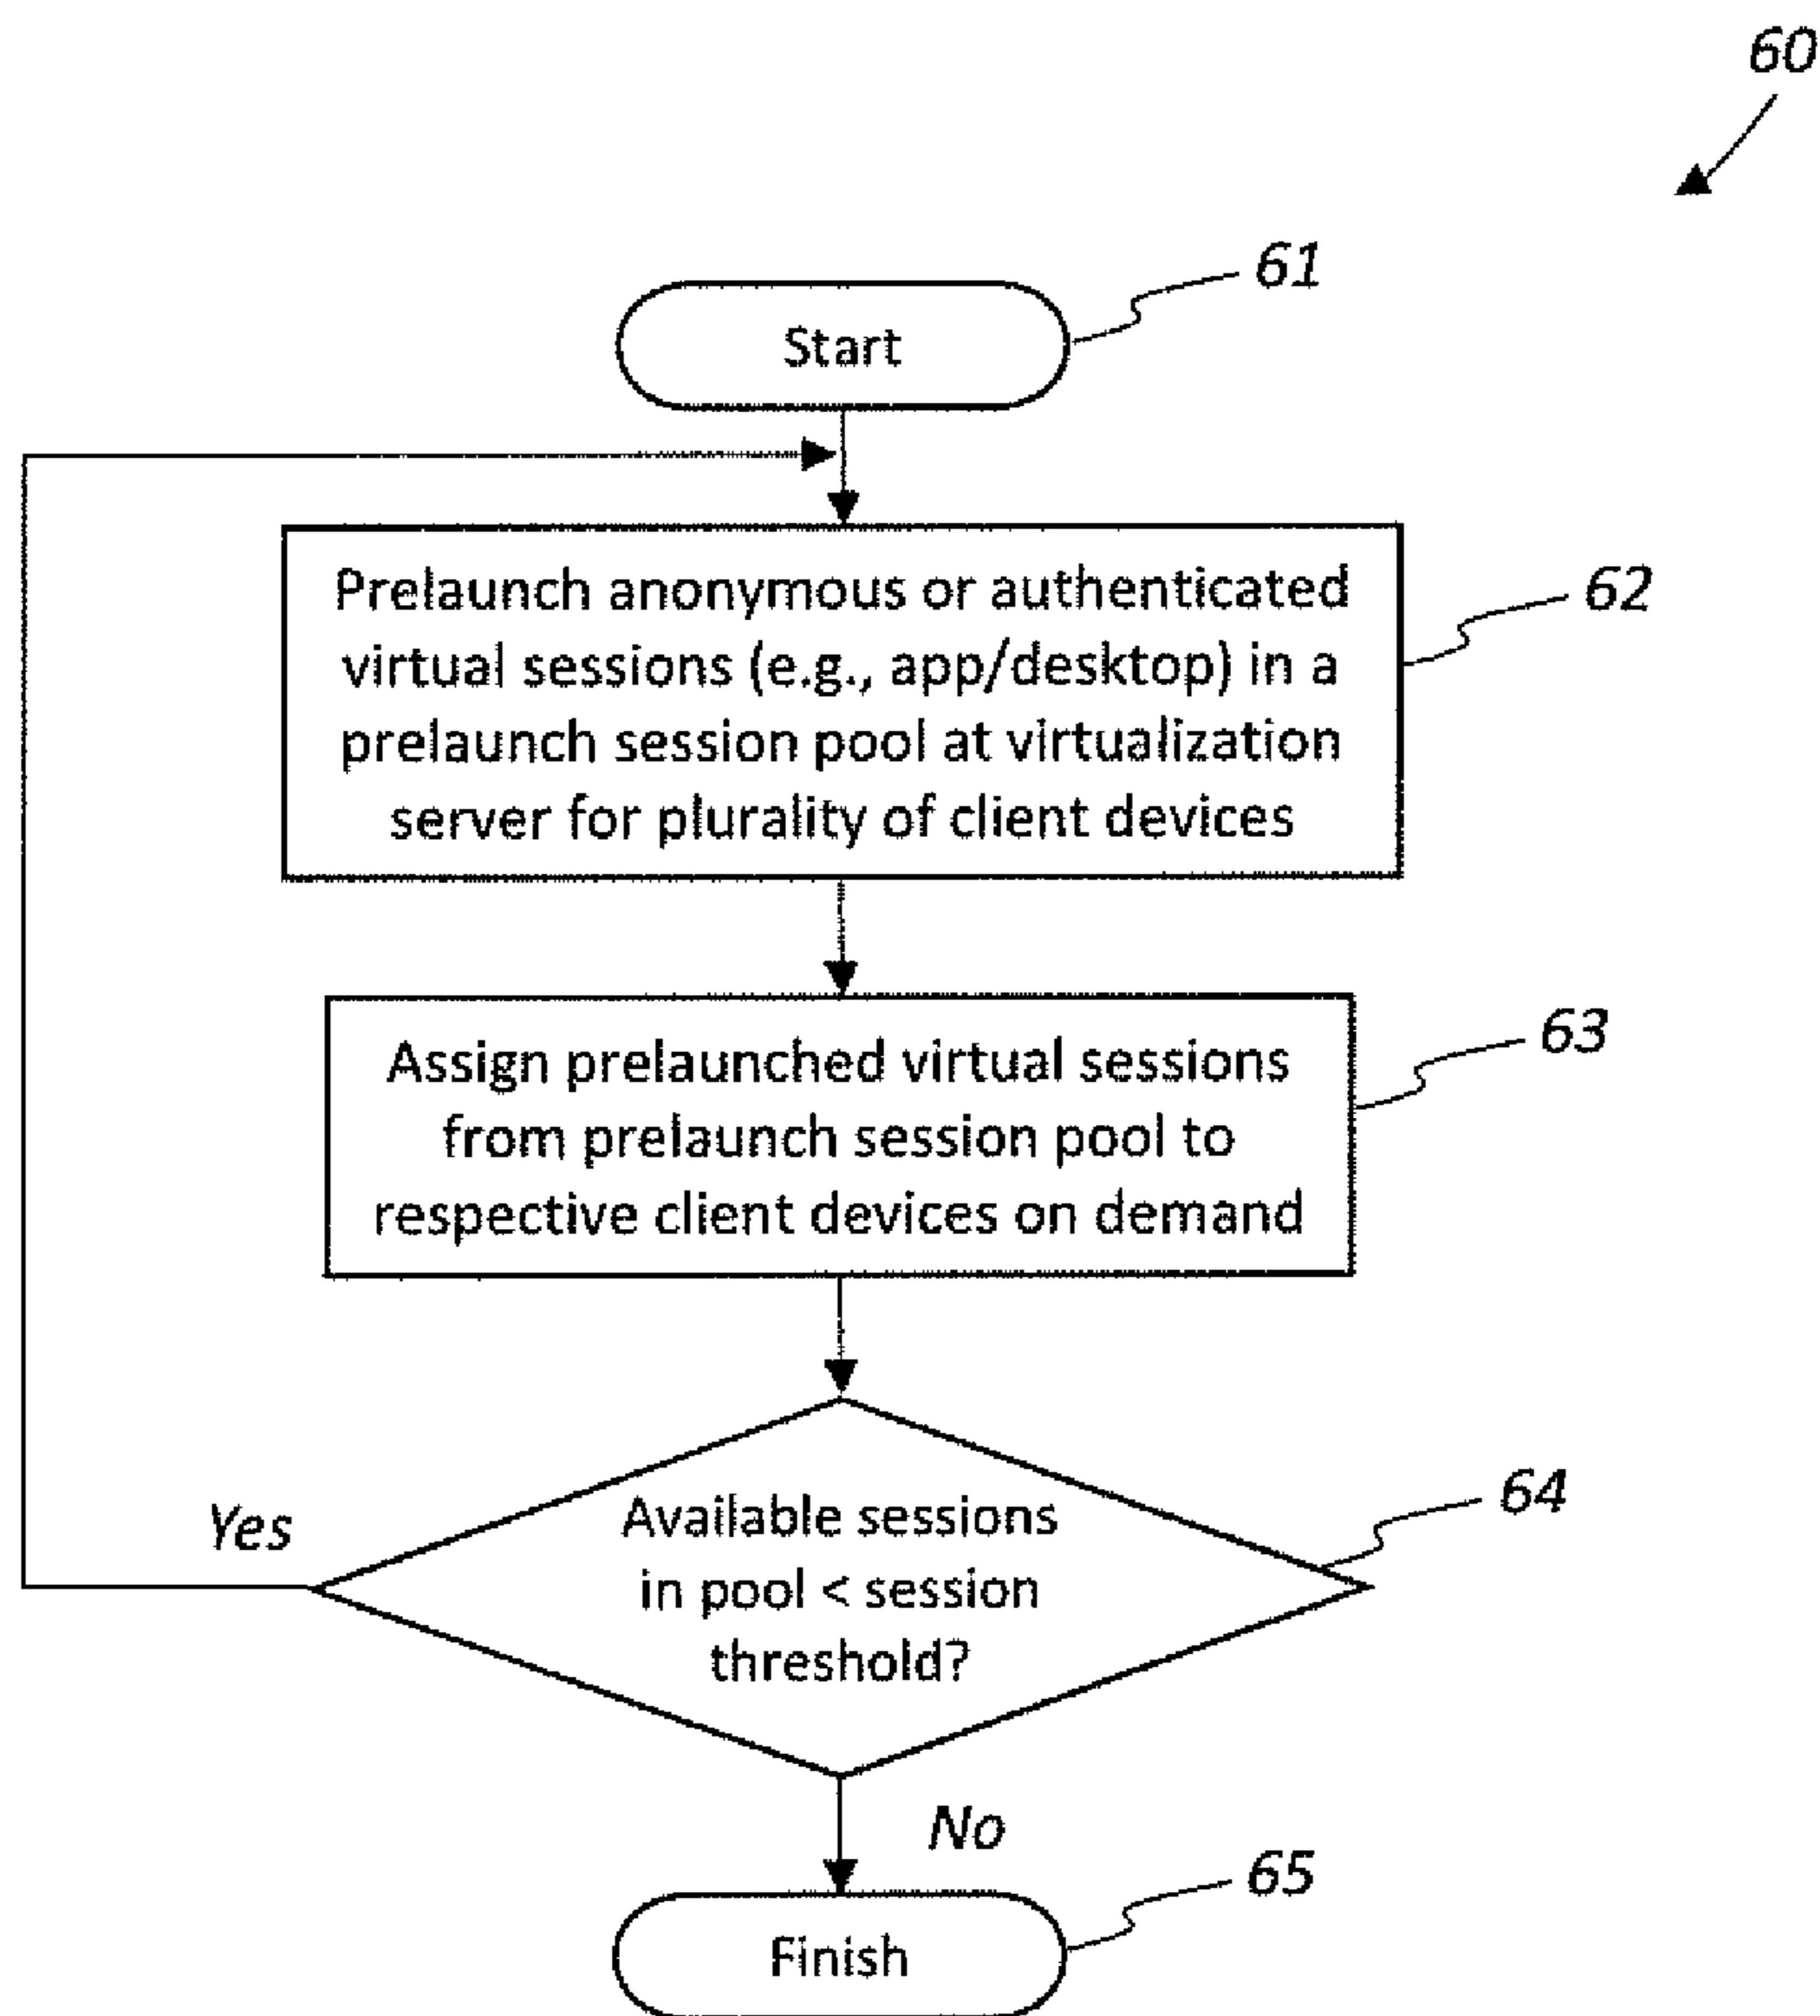 60
61
Start
Prelaunch anonymous or authenticated
virtual sessions (e.g., app/desktop) in a
prelaunch session pool at virtualization
server for plurality of client devices
62
Assign prelaunched virtual sessions
from prelaunch session pool to
respective client devices on demand
63
Available sessions
in pool < session
threshold?
64
Yes
No
65
Finish